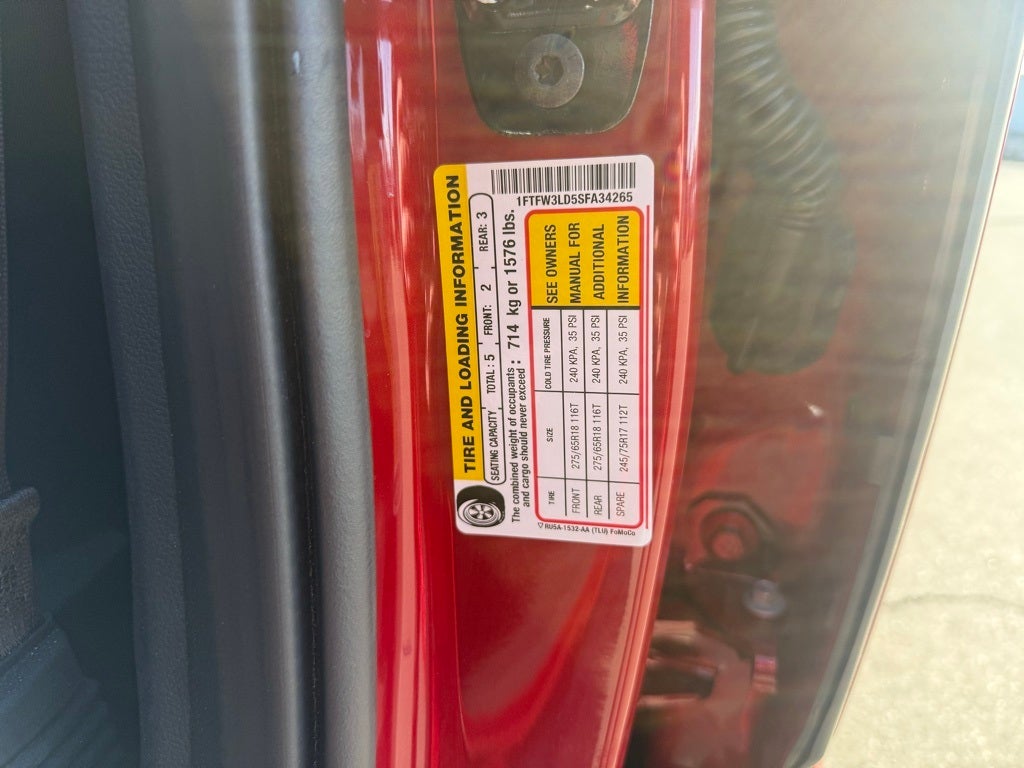 1FTFW3LD5SFA34265
TIRE AND LOADING INFORMATION
SEATING CAPACITY TOTAL : 5 FRONT: 2 REAR: 3
The combined weight of occupants
and cargo should never exceed : 714 kg or 1576 lbs.
TIRE SIZE COLD TIRE PRESSURE SEE OWNERS
FRONT 275/65R18 116T 240 KPA, 35 PSI MANUAL FOR
REAR 275/65R18 116T 240 KPA, 35 PSI ADDITIONAL
SPARE 245/75R17 112T 240 KPA, 35 PSI INFORMATION
RU5A-1532-AA (TLU) FoMoCo